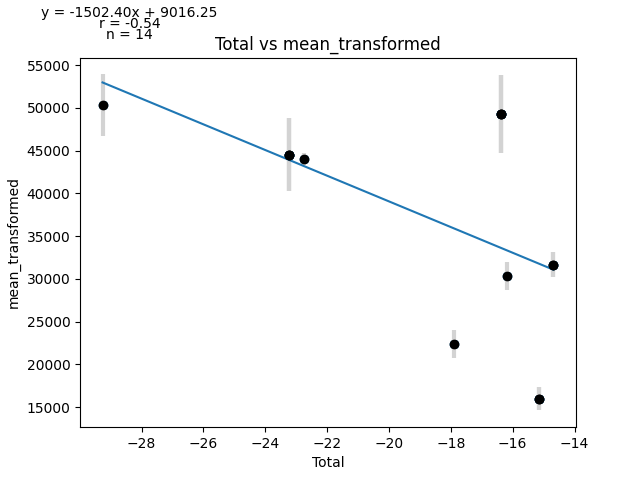 y = -1502.40x + 9016.25
r = -0.54
n = 14
Total vs mean_transformed
55000
50000
45000
40000
35000
30000
25000
20000
15000
mean_transformed
−28
−26
−24
−22
−20
−18
−16
−14
Total